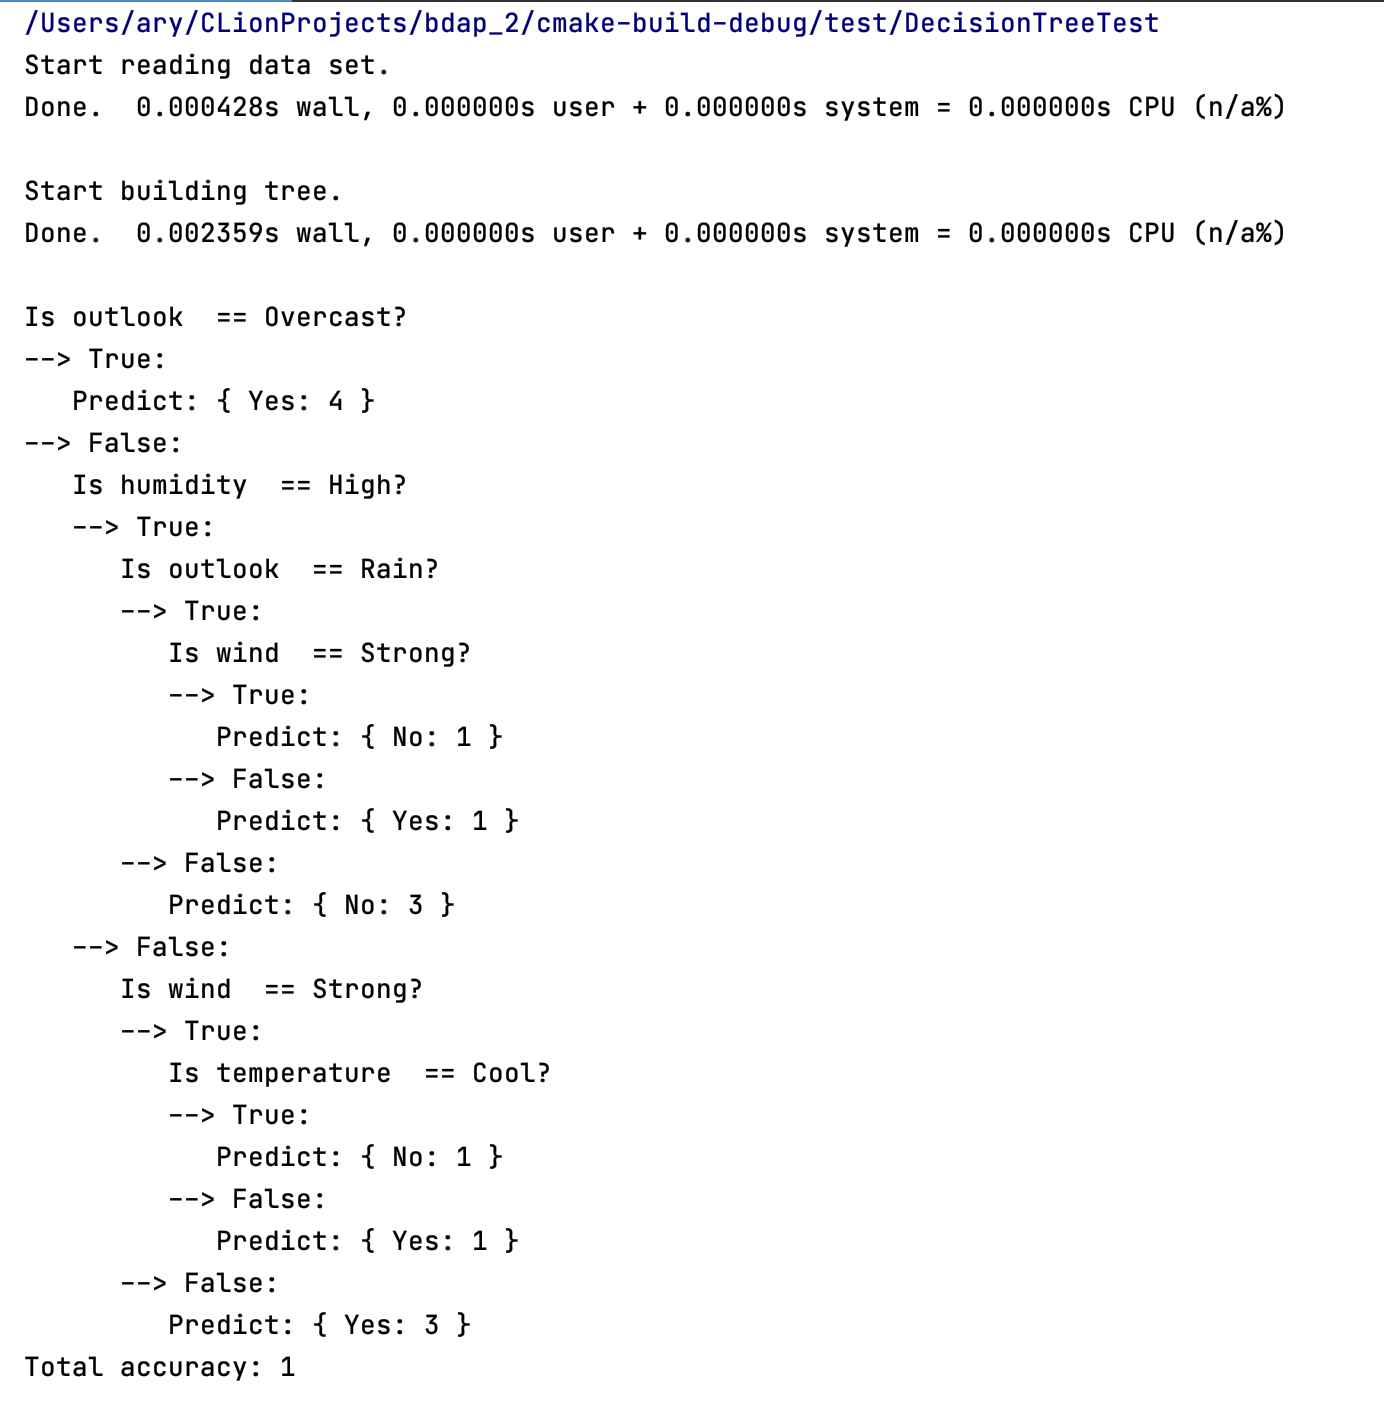 /Users/ary/CLionProjects/bdap_2/cmake-build-debug/test/DecisionTreeTest
Start reading data set.
Done.  0.000428s wall, 0.000000s user + 0.000000s system = 0.000000s CPU (n/a%)

Start building tree.
Done.  0.002359s wall, 0.000000s user + 0.000000s system = 0.000000s CPU (n/a%)

Is outlook  == Overcast?
--> True:
   Predict: { Yes: 4 }
--> False:
   Is humidity  == High?
   --> True:
      Is outlook  == Rain?
      --> True:
         Is wind  == Strong?
         --> True:
            Predict: { No: 1 }
         --> False:
            Predict: { Yes: 1 }
      --> False:
         Predict: { No: 3 }
   --> False:
      Is wind  == Strong?
      --> True:
         Is temperature  == Cool?
         --> True:
            Predict: { No: 1 }
         --> False:
            Predict: { Yes: 1 }
      --> False:
         Predict: { Yes: 3 }
Total accuracy: 1